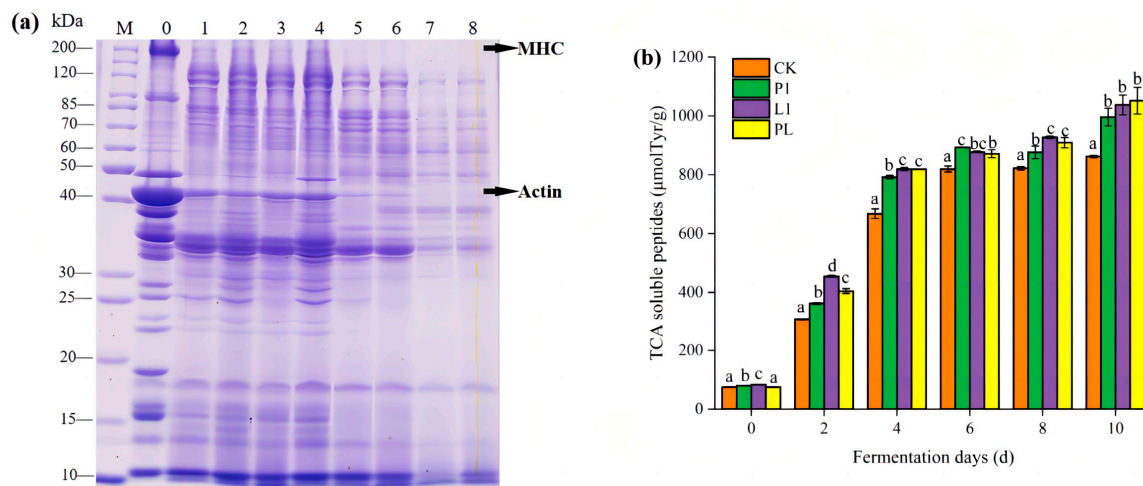 (a) kDa
M 0 1 2 3 4 5 6 7 8
200 MHC
120
85
70
60
50
40 Actin
30
25
20
15
10
(b)
CK
P1
L1
PL
TCA soluble peptides (μmolTyr/g)
1200
1000
800
600
400
200
0
a b c a
a b d c
a b c c
a c bc b
a b c c
a b b b
0 2 4 6 8 10
Fermentation days (d)